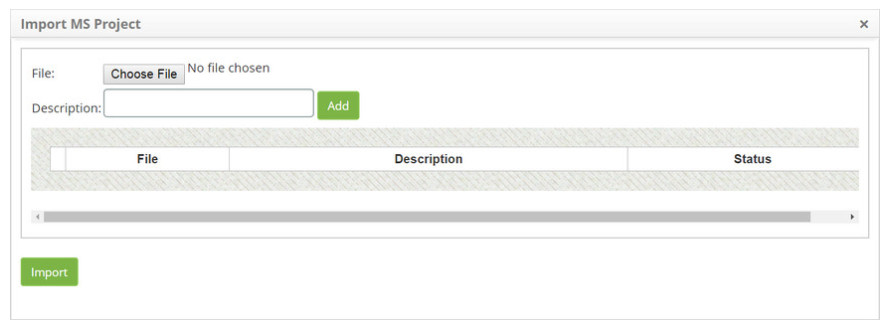 Import MS Project ×
File: Choose File No file chosen
Description: Add
File Description Status
Import